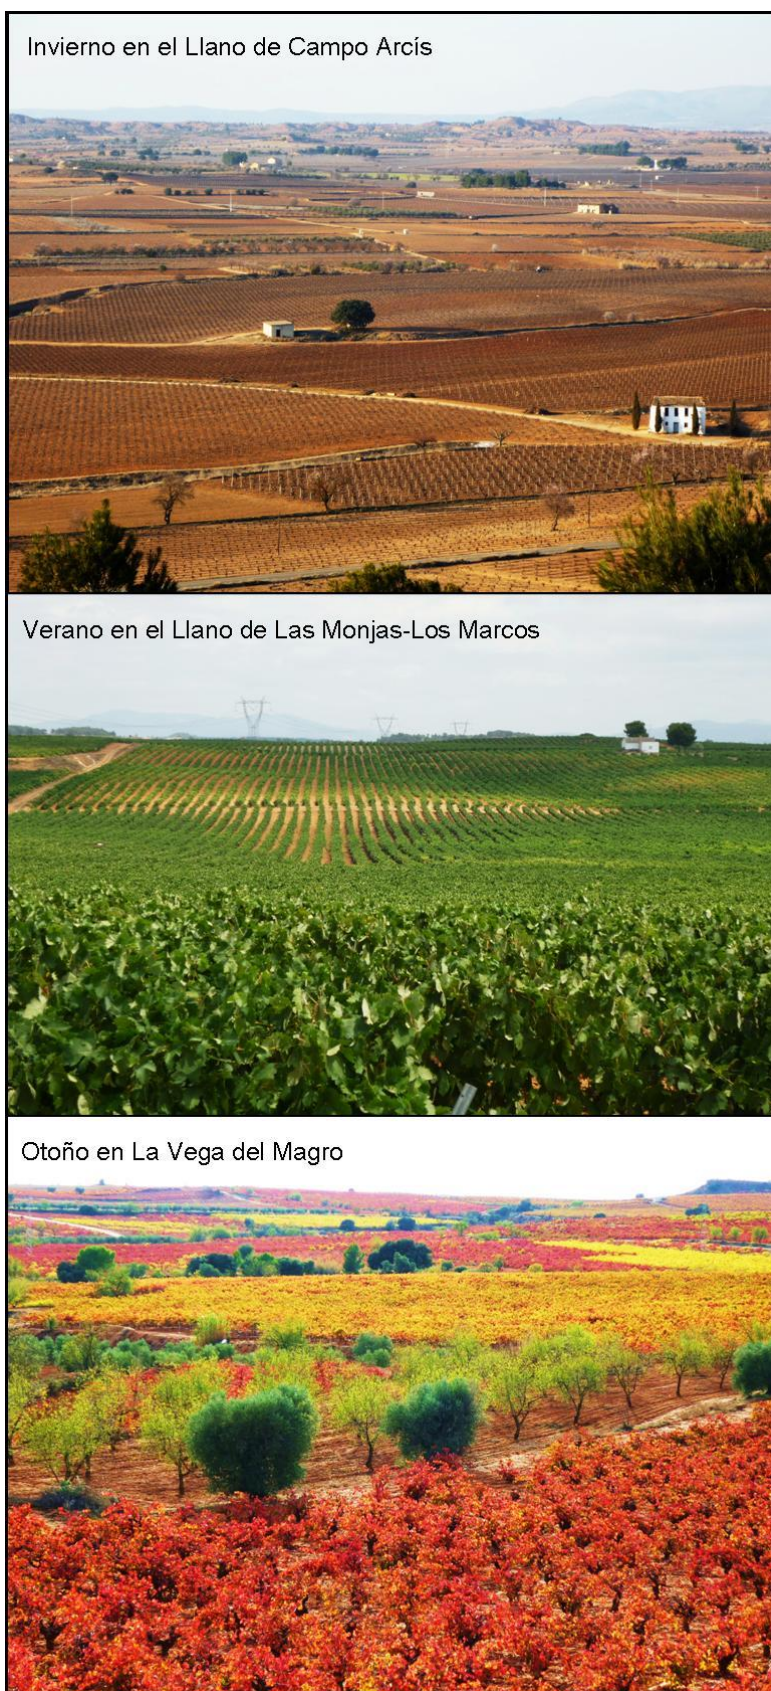 Invierno en el Llano de Campo Arcís
Verano en el Llano de Las Monjas-Los Marcos
Otoño en La Vega del Magro